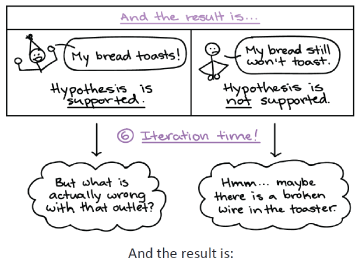 And the result is...
My bread toasts!
Hypothesis is
supported.
My bread still
won't toast.
Hypothesis is
not supported.
⑥ Iteration time!
But what is
actually wrong
with that outlet?
Hmm... maybe
there is a broken
wire in the toaster.
And the result is: